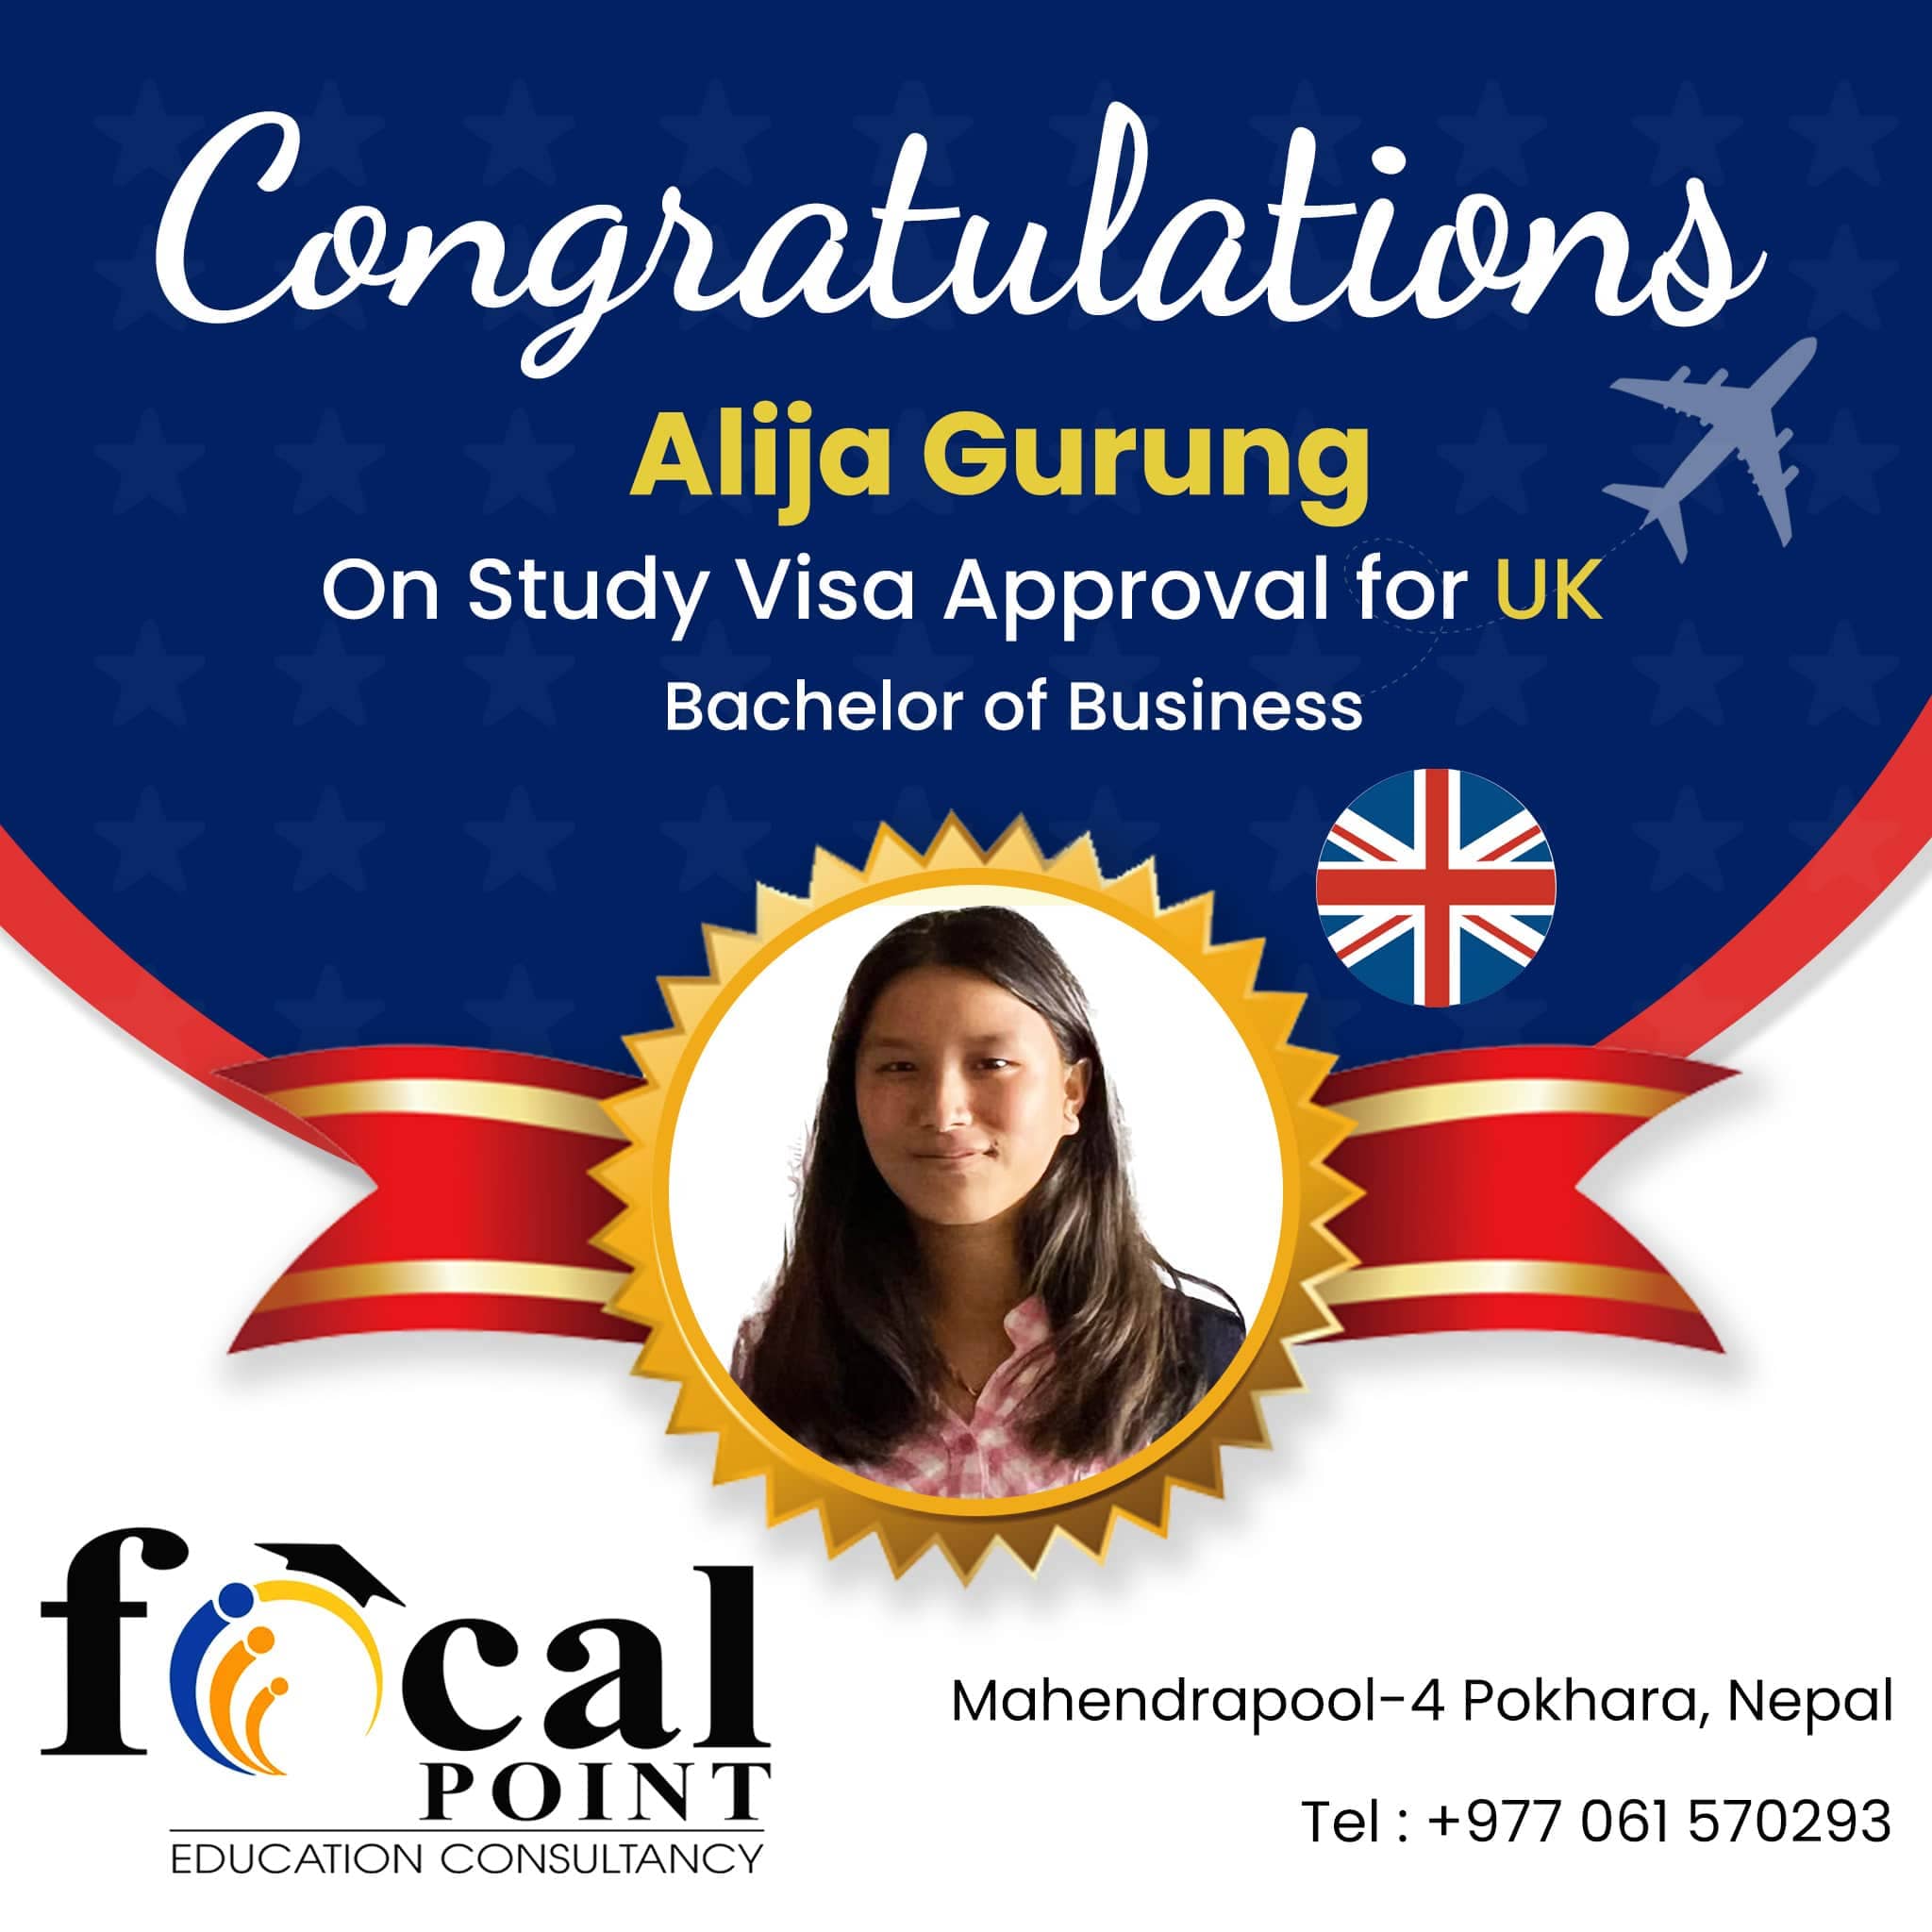 Congratulations
Alija Gurung
On Study Visa Approval for UK
Bachelor of Business
focal
POINT
EDUCATION CONSULTANCY
Mahendrapool-4 Pokhara, Nepal
Tel : +977 061 570293